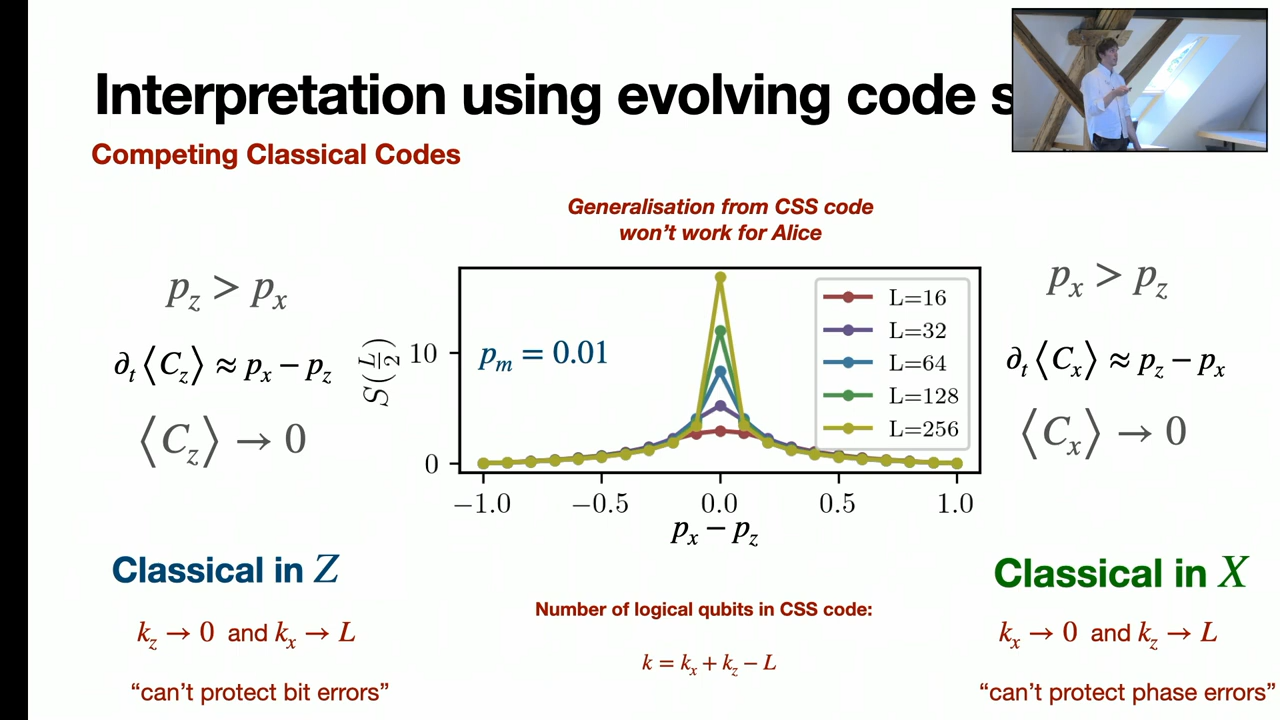 Interpretation using evolving code s
Competing Classical Codes
Generalisation from CSS code
won't work for Alice
p_z > p_x
∂_t ⟨C_z⟩ ≈ p_x − p_z
⟨C_z⟩ → 0
S(L/2)
10
0
p_m = 0.01
L=16
L=32
L=64
L=128
L=256
−1.0 −0.5 0.0 0.5 1.0
p_x − p_z
p_x > p_z
∂_t ⟨C_x⟩ ≈ p_z − p_x
⟨C_x⟩ → 0
Classical in Z
k_z → 0 and k_x → L
“can't protect bit errors”
Number of logical qubits in CSS code:
k = k_x + k_z − L
Classical in X
k_x → 0 and k_z → L
“can't protect phase errors”